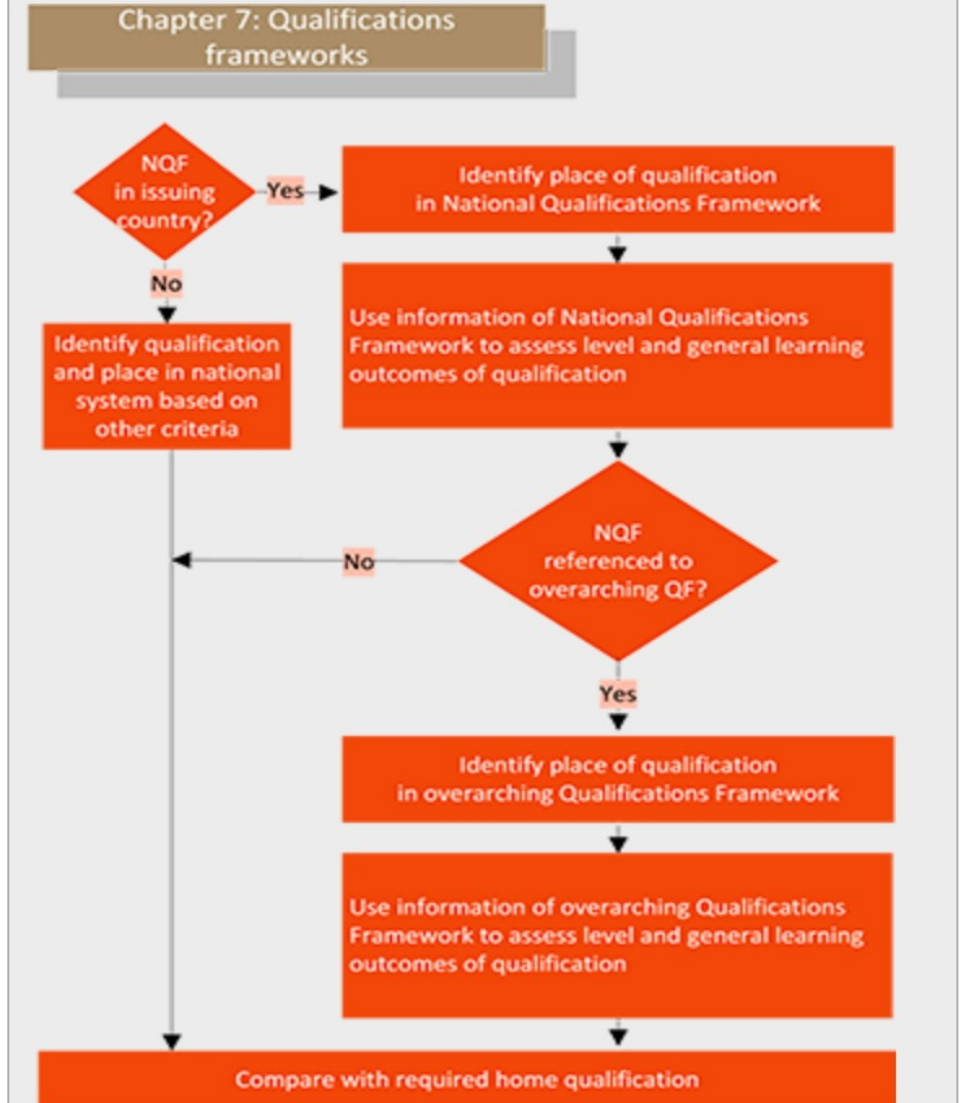 Chapter 7: Qualifications
frameworks
NQF
in issuing
country?
Yes
Identify place of qualification
in National Qualifications Framework
No
Identify qualification
and place in national
system based on
other criteria
Use information of National Qualifications
Framework to assess level and general learning
outcomes of qualification
NQF
referenced to
overarching QF?
No
Yes
Identify place of qualification
in overarching Qualifications Framework
Use information of overarching Qualifications
Framework to assess level and general learning
outcomes of qualification
Compare with required home qualification